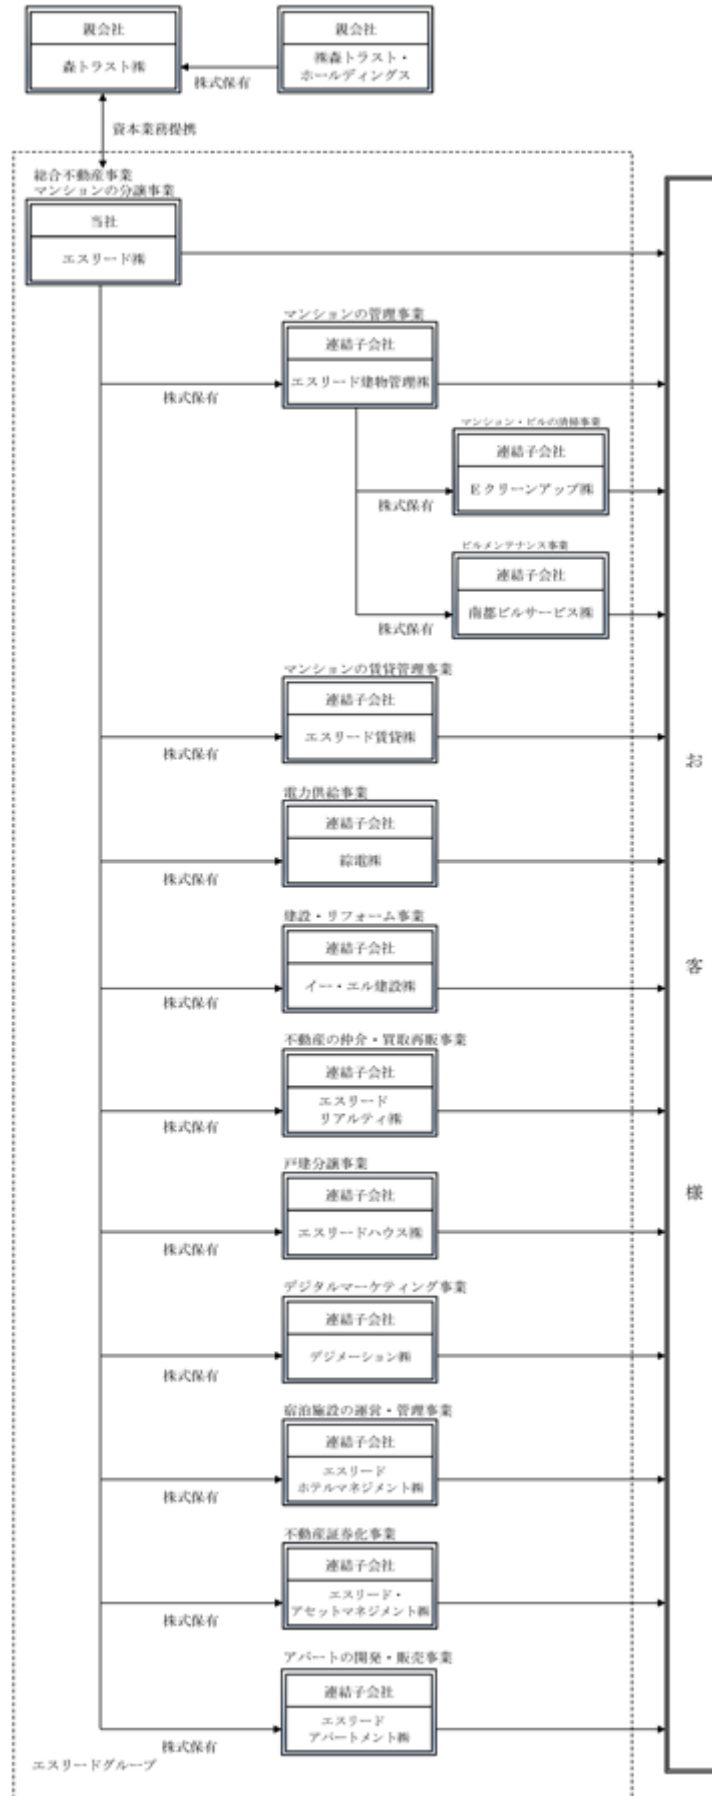 親会社
森トラスト㈱
親会社
㈱森トラスト・
ホールディングス
株式保有
資本業務提携
総合不動産事業
マンションの分譲事業
当社
エスリード㈱
マンションの管理事業
連結子会社
エスリード建物管理㈱
株式保有
マンション・ビルの清掃事業
連結子会社
Eクリーンアップ㈱
株式保有
ビルメンテナンス事業
連結子会社
南都ビルサービス㈱
株式保有
マンションの賃貸管理事業
連結子会社
エスリード賃貸㈱
株式保有
電力供給事業
連結子会社
綜電㈱
株式保有
建設・リフォーム事業
連結子会社
イー・エル建設㈱
株式保有
不動産の仲介・買取再販事業
連結子会社
エスリード
リアルティ㈱
株式保有
戸建分譲事業
連結子会社
エスリードハウス㈱
株式保有
デジタルマーケティング事業
連結子会社
デジメーション㈱
株式保有
宿泊施設の運営・管理事業
連結子会社
エスリード
ホテルマネジメント㈱
株式保有
不動産証券化事業
連結子会社
エスリード・
アセットマネジメント㈱
株式保有
アパートの開発・販売事業
連結子会社
エスリード
アパートメント㈱
株式保有
エスリードグループ
お
客
様